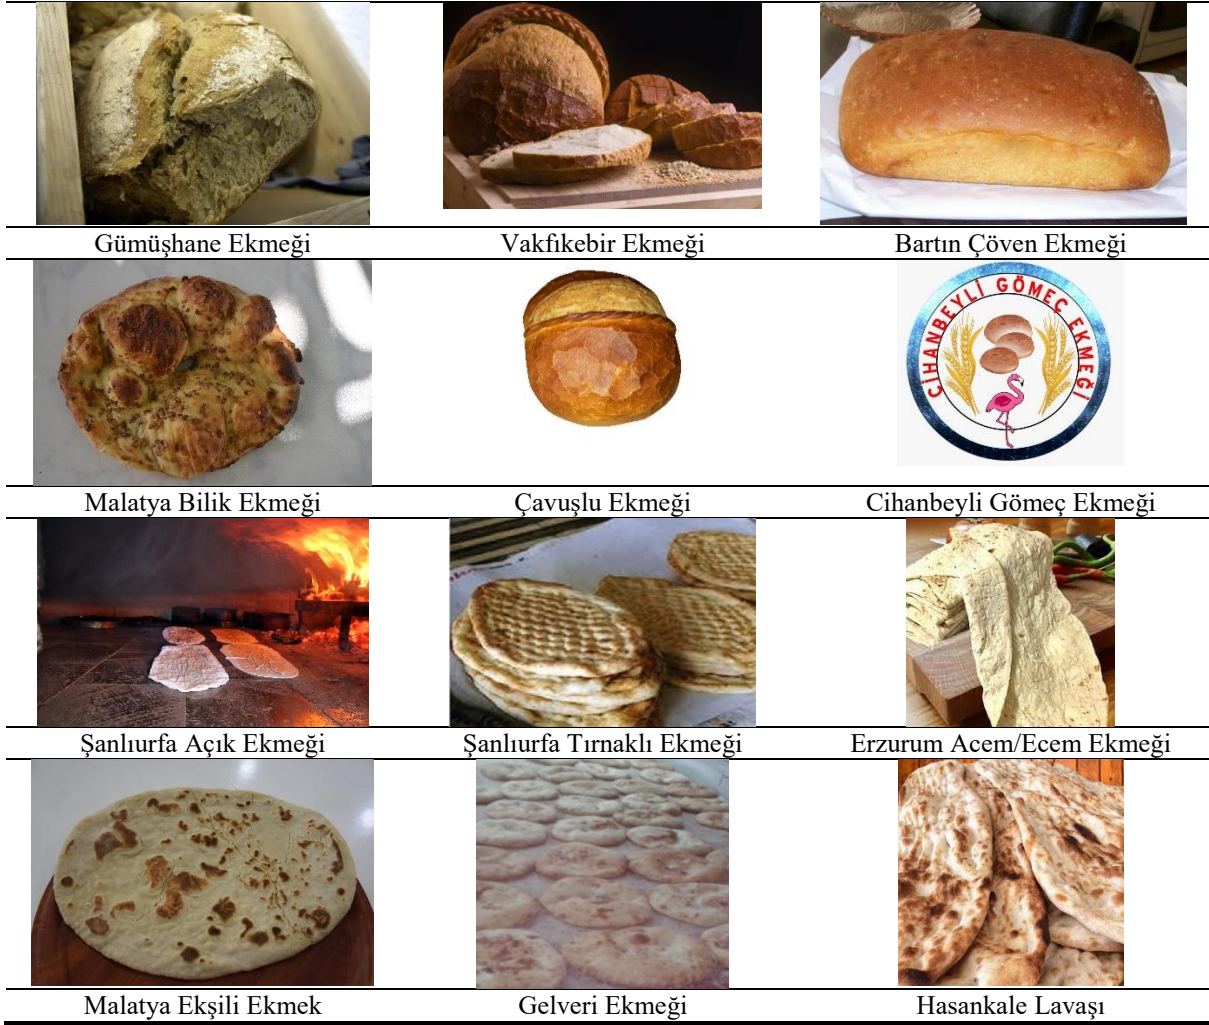 Gümüşhane Ekmeği
Vakfıkebir Ekmeği
Bartın Çöven Ekmeği
CİHANBEYLİ GÖMEÇ EKMEĞİ
Malatya Bilik Ekmeği
Çavuşlu Ekmeği
Cihanbeyli Gömeç Ekmeği
Şanlıurfa Açık Ekmeği
Şanlıurfa Tırnaklı Ekmeği
Erzurum Acem/Ecem Ekmeği
Malatya Ekşili Ekmek
Gelveri Ekmeği
Hasankale Lavaşı